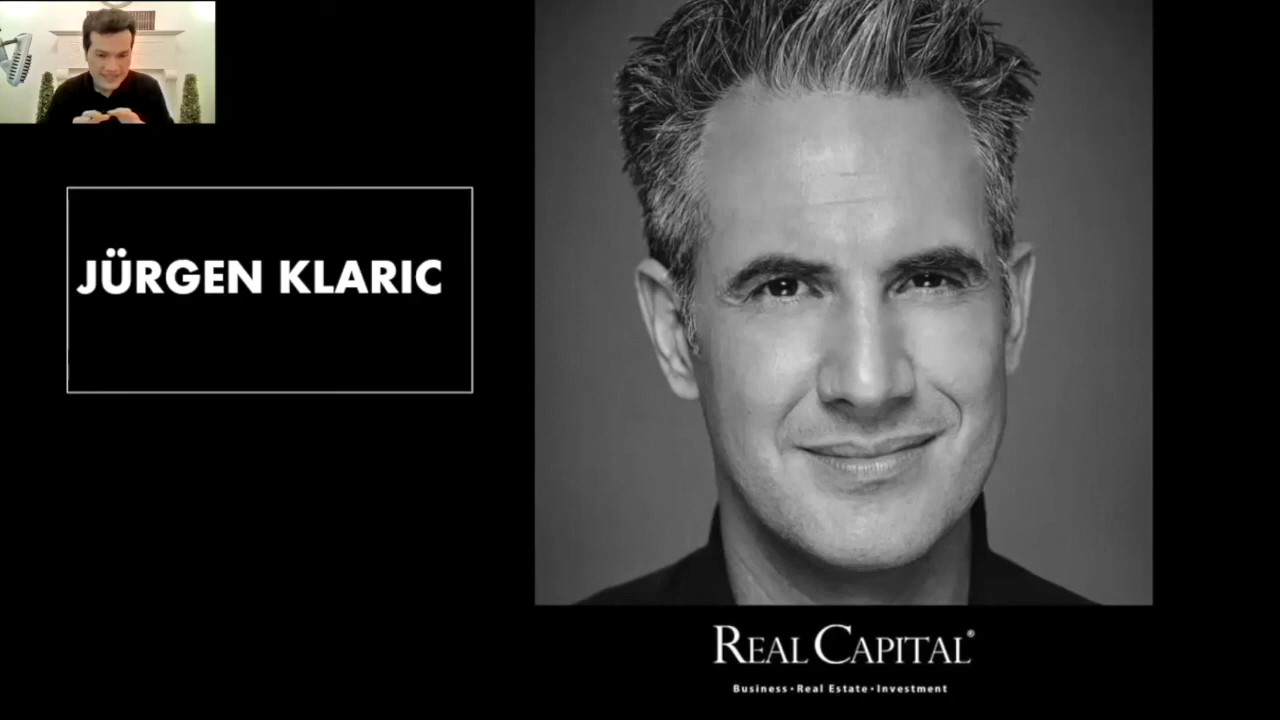 JÜRGEN KLARIC
REAL CAPITAL®
Business • Real Estate • Investment